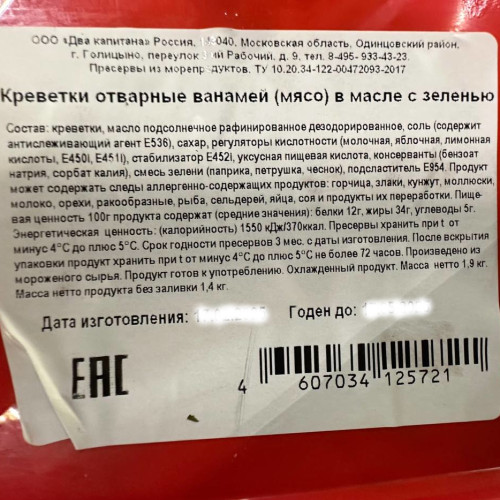 ООО «Два капитана» Россия, 040, Московская область, Одинцовский район,
г. Голицыно, переулок Рабочий, д. 9, тел. 8-495- 933-43-23.
Пресервы из морепродуктов. ТУ 10.20.34-122-00472093-2017
Креветки отварные ванамей (мясо) в масле с зеленью
Состав: креветки, масло подсолнечное рафинированное дезодорированное, соль (содержит
антислеживающий агент Е536), сахар, регуляторы кислотности (молочная, яблочная, лимонная
кислоты, Е450i, Е451i), стабилизатор Е452i, уксусная пищевая кислота, консерванты (бензоат
натрия, сорбат калия), смесь зелени (паприка, петрушка, чеснок), подсластитель Е954. Продукт
может содержать следы аллергенно-содержащих продуктов: горчица, злаки, кунжут, моллюски,
молоко, орехи, ракообразные, рыба, сельдерей, яйца, соя и продукты их переработки. Пище-
вая ценность 100г продукта содержат (средние значения): белки 12г, жиры 34г, углеводы 5г.
Энергетическая ценность: (калорийность) 1550 кДж/370ккал. Пресервы хранить при t от
минус 4°С до плюс 5°С. Срок годности пресервов 3 мес. с даты изготовления. После вскрытия
упаковки продукт хранить при t от минус 4°С до плюс 5°С не более 72 часов. Произведено из
мороженого сырья. Продукт готов к употреблению. Охлажденный продукт. Масса нетто 1,9 кг.
Масса нетто продукта без заливки 1,4 кг.
Дата изготовления: Годен до:
ЕАС
4 607034 125721